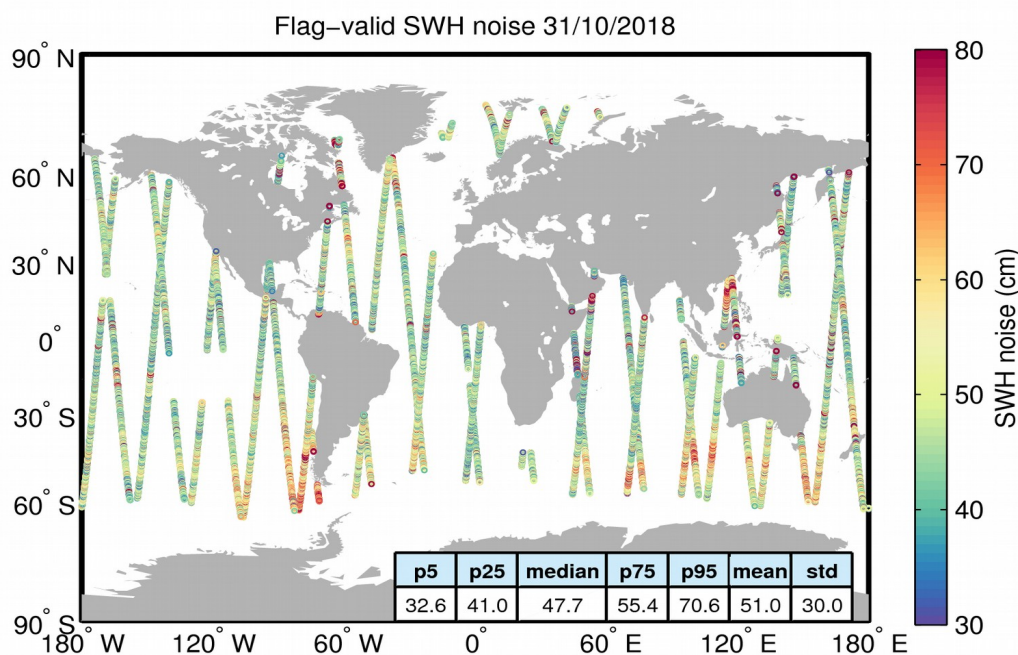 Flag−valid SWH noise 31/10/2018
90° N
60° N
30° N
0°
30° S
60° S
90° S
180° W
120° W
60° W
0°
60° E
120° E
180° E
80
70
60
50
40
30
SWH noise (cm)
p5 p25 median p75 p95 mean std
32.6 41.0 47.7 55.4 70.6 51.0 30.0